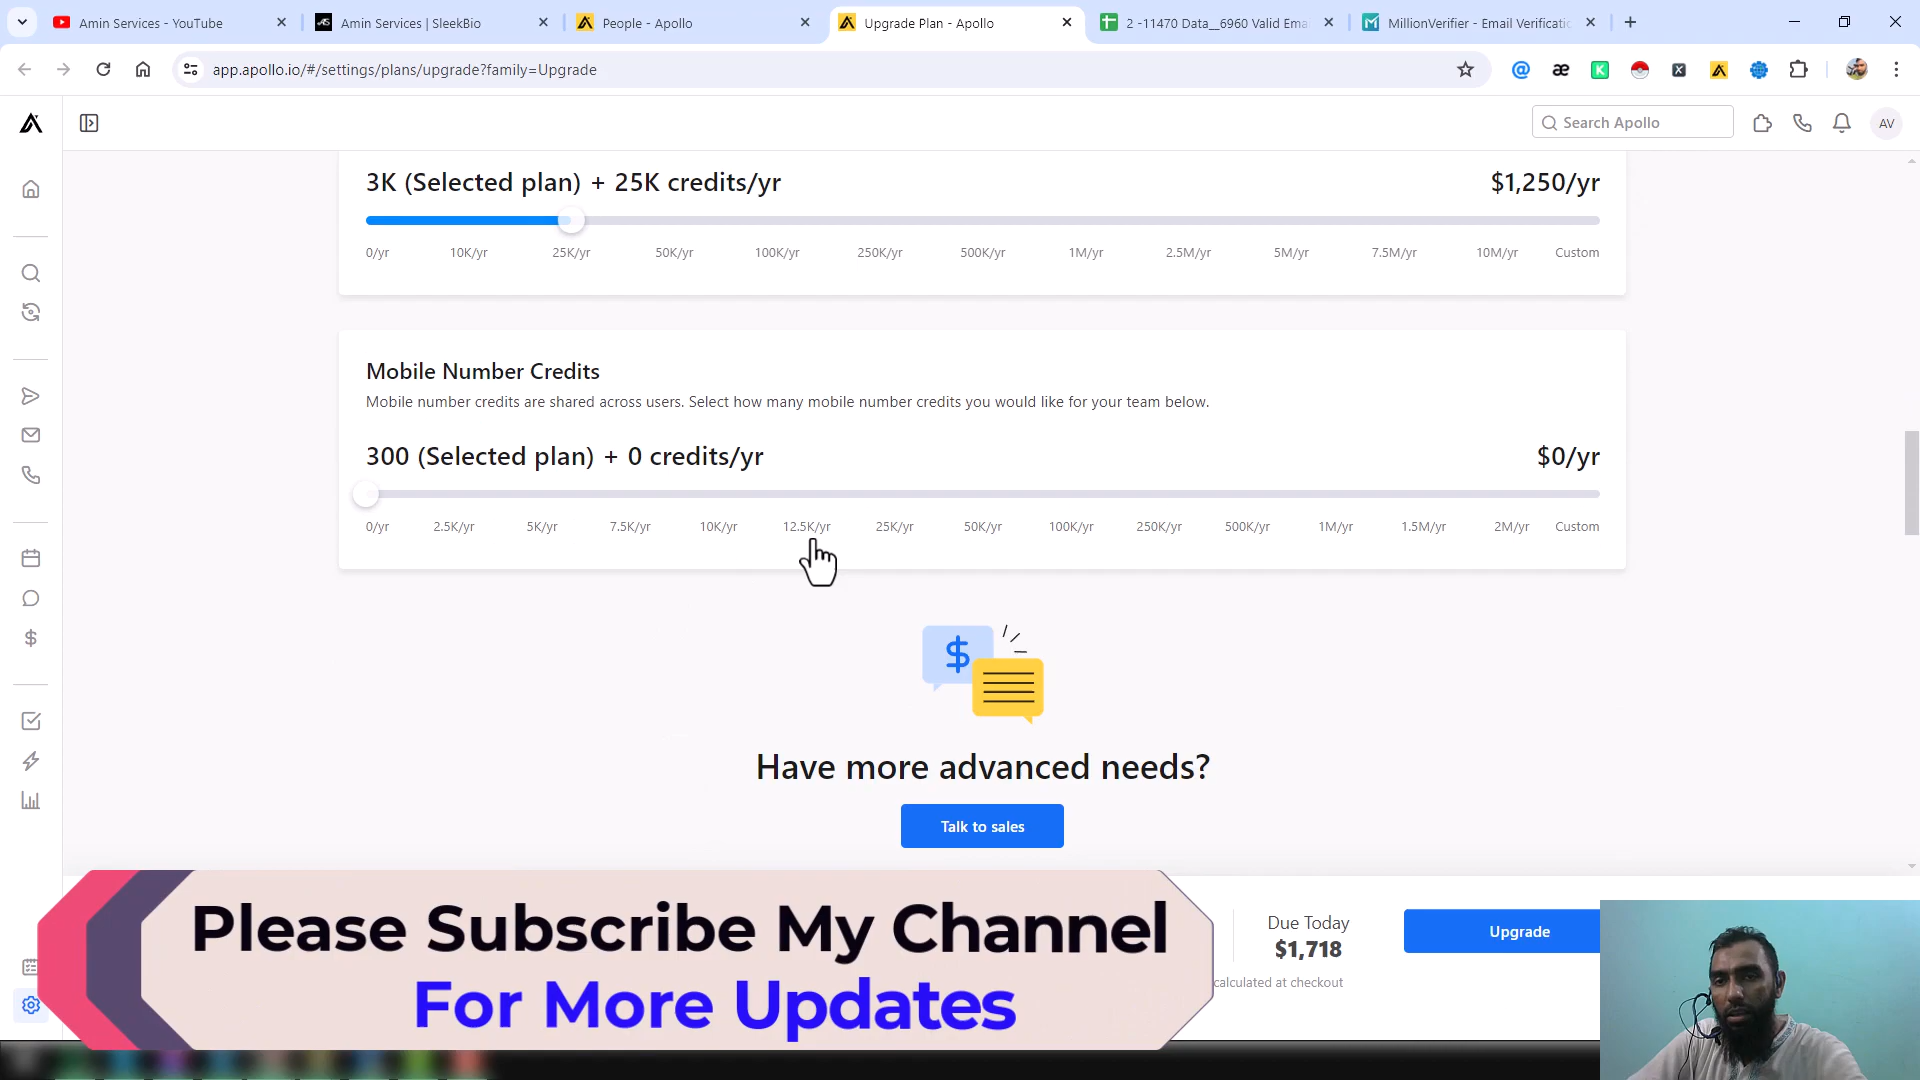 Amin Services - YouTube
Amin Services | SleekBio
People - Apollo
Upgrade Plan - Apollo
2 -11470 Data__6960 Valid Ema
MillionVerifier - Email Verificatio
app.apollo.io/#/settings/plans/upgrade?family=Upgrade
Search Apollo
AV
3K (Selected plan) + 25K credits/yr
$1,250/yr
0/yr 10K/yr 25K/yr 50K/yr 100K/yr 250K/yr 500K/yr 1M/yr 2.5M/yr 5M/yr 7.5M/yr 10M/yr Custom
Mobile Number Credits
Mobile number credits are shared across users. Select how many mobile number credits you would like for your team below.
300 (Selected plan) + 0 credits/yr
$0/yr
0/yr 2.5K/yr 5K/yr 7.5K/yr 10K/yr 12.5K/yr 25K/yr 50K/yr 100K/yr 250K/yr 500K/yr 1M/yr 1.5M/yr 2M/yr Custom
$
Have more advanced needs?
Talk to sales
Please Subscribe My Channel
For More Updates
Due Today
$1,718
calculated at checkout
Upgrade